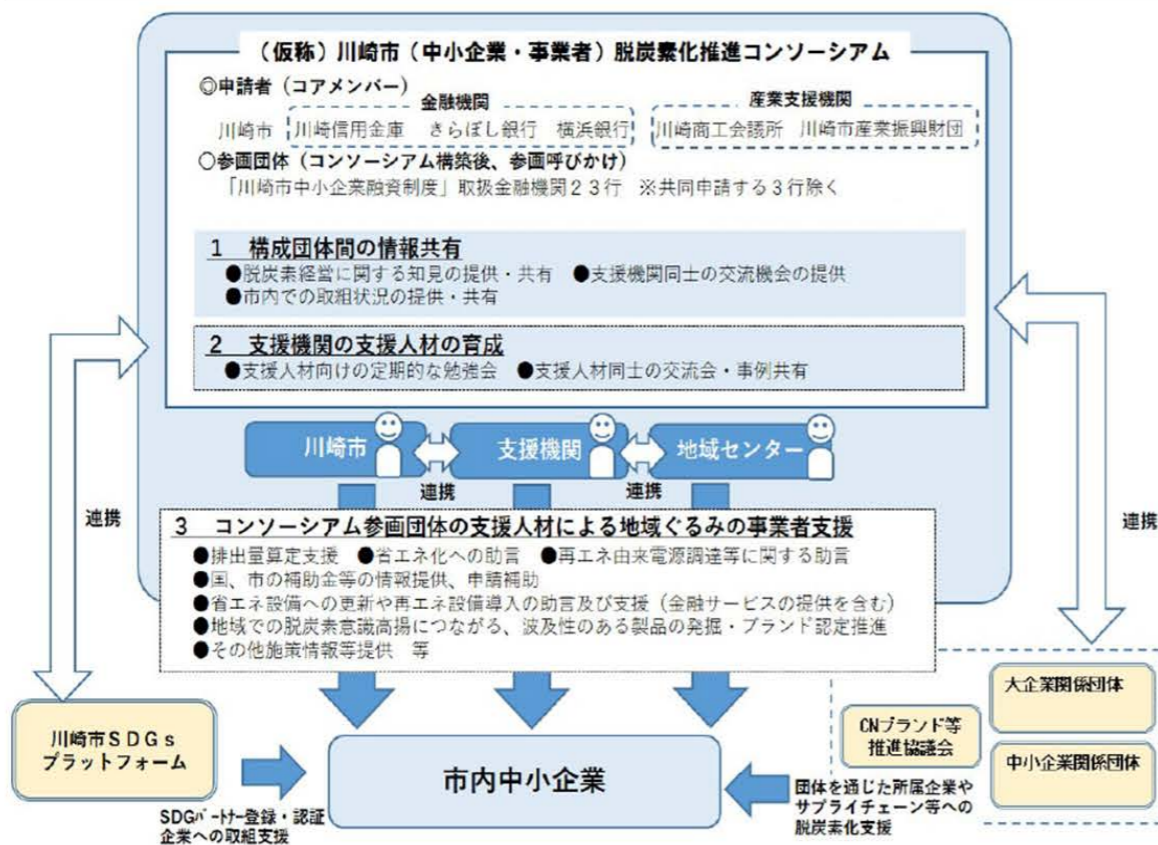 （仮称）川崎市（中小企業・事業者）脱炭素化推進コンソーシアム
◎申請者（コアメンバー）
金融機関
産業支援機関
川崎市 川崎信用金庫 きらぼし銀行 横浜銀行 川崎商工会議所 川崎市産業振興財団
○参画団体（コンソーシアム構築後、参画呼びかけ）
「川崎市中小企業融資制度」取扱金融機関２３行 ※共同申請する３行除く
１ 構成団体間の情報共有
●脱炭素経営に関する知見の提供・共有 ●支援機関同士の交流機会の提供
●市内での取組状況の提供・共有
２ 支援機関の支援人材の育成
●支援人材向けの定期的な勉強会 ●支援人材同士の交流会・事例共有
川崎市 支援機関 地域センター
連携 連携
連携
連携
３ コンソーシアム参画団体の支援人材による地域ぐるみの事業者支援
●排出量算定支援 ●省エネ化への助言 ●再エネ由来電源調達等に関する助言
●国、市の補助金等の情報提供、申請補助
●省エネ設備への更新や再エネ設備導入の助言及び支援（金融サービスの提供を含む）
●地域での脱炭素意識高揚につながる、波及性のある製品の発掘・ブランド認定推進
●その他施策情報等提供 等
川崎市ＳＤＧｓ
プラットフォーム
SDGﾊﾟｰﾄﾅｰ登録・認証
企業への取組支援
市内中小企業
CNブランド等
推進協議会
大企業関係団体
中小企業関係団体
団体を通じた所属企業や
サプライチェーン等への
脱炭素化支援